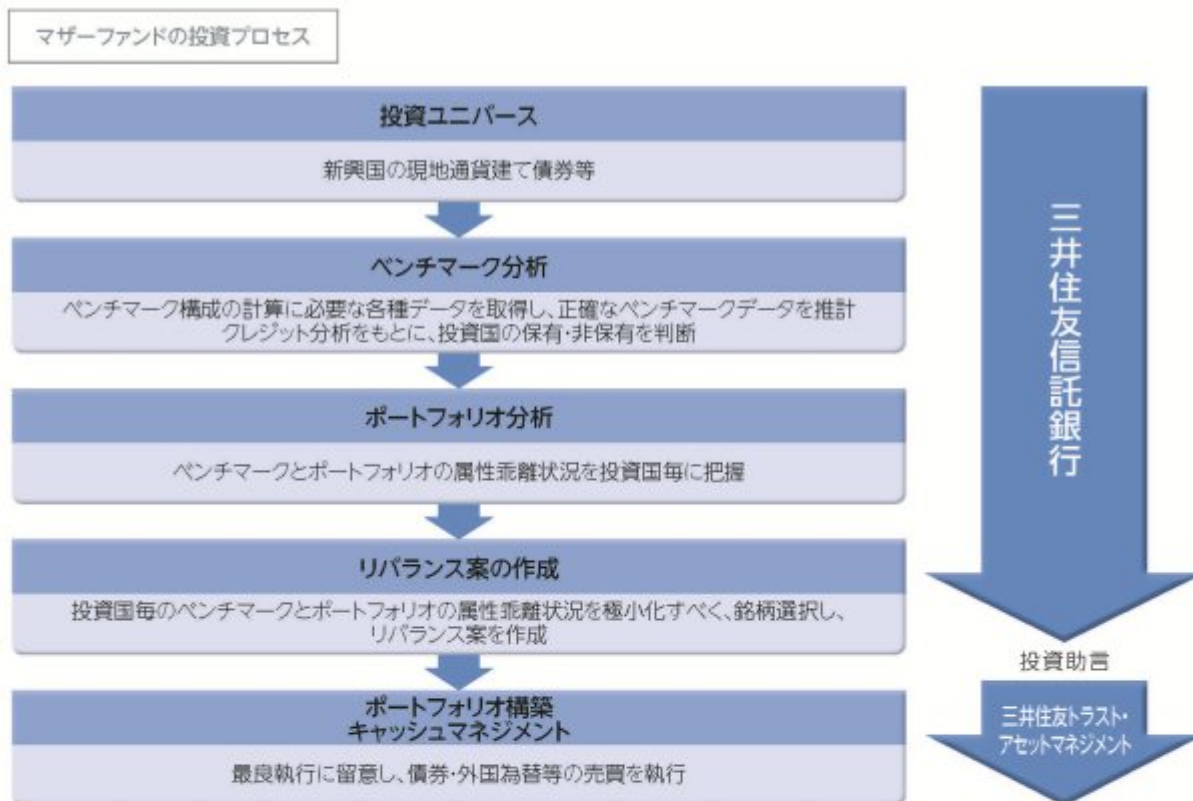 マザーファンドの投資プロセス
投資ユニバース
新興国の現地通貨建て債券等
ベンチマーク分析
ベンチマーク構成の計算に必要な各種データを取得し、正確なベンチマークデータを推計
クレジット分析をもとに、投資国の保有・非保有を判断
ポートフォリオ分析
ベンチマークとポートフォリオの属性乖離状況を投資国毎に把握
リバランス案の作成
投資国毎のベンチマークとポートフォリオの属性乖離状況を極小化すべく、銘柄選択し、
リバランス案を作成
ポートフォリオ構築
キャッシュマネジメント
最良執行に留意し、債券・外国為替等の売買を執行
三井住友信託銀行
投資助言
三井住友トラスト・
アセットマネジメント